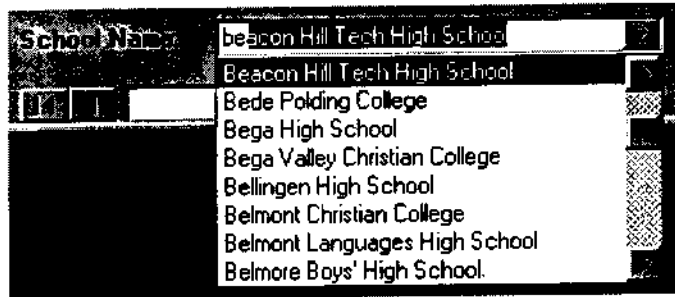 School Name
beacon Hill Tech High School
Beacon Hill Tech High School
Bede Polding College
Bega High School
Bega Valley Christian College
Bellingen High School
Belmont Christian College
Belmont Languages High School
Belmore Boys' High School